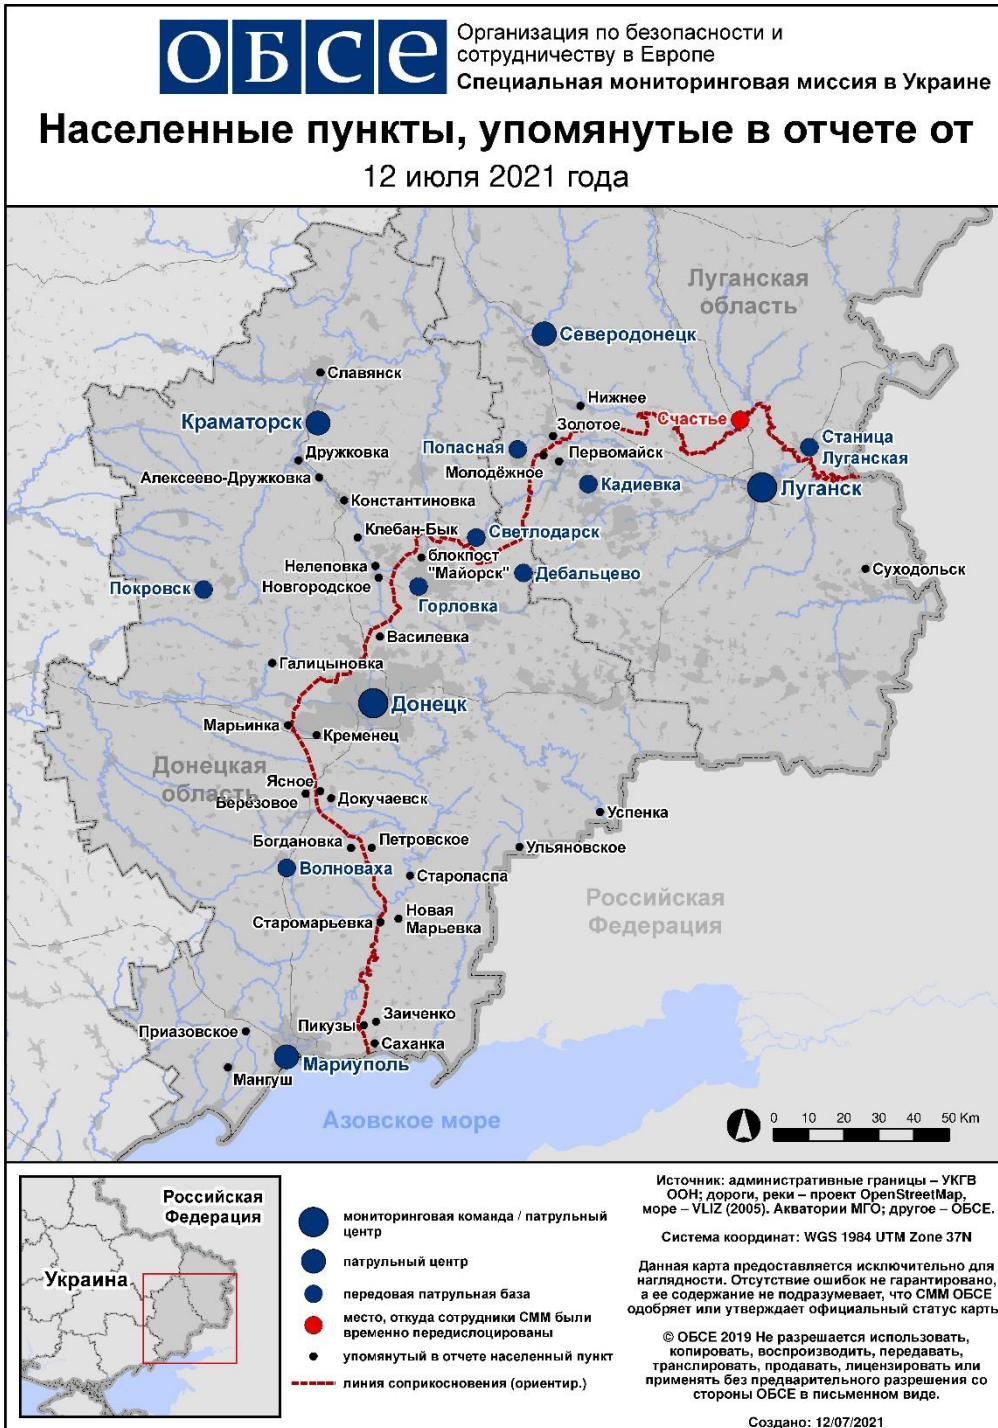 ОБСЕ
Организация по безопасности и
сотрудничеству в Европе
Специальная мониторинговая миссия в Украине
Населенные пункты, упомянутые в отчете от
12 июля 2021 года
Луганская
область
Северодонецк
Славянск
Нижнее
Краматорск
Счастье
Золотое
Станица
Луганская
Дружковка
Попасная
Первомайск
Молодёжное
Алексеево-Дружковка
Кадиевка
Луганск
Константиновка
Клебан-Бык
Светлодарск
блокпост
"Майорск"
Нелеповка
Новгородское
Дебальцево
Суходольск
Покровск
Горловка
Василевка
Галицыновка
Донецк
Марьинка
Кременец
Донецкая
область
Ясное
Берёзовое
Докучаевск
Успенка
Богдановка
Петровское
Ульяновское
Волноваха
Староласпа
Российская
Федерация
Старомарьевка
Новая
Марьевка
Пикузы
Заиченко
Приазовское
Саханка
Мариуполь
Мангуш
Азовское море
0 10 20 30 40 50 Km
Российская
Федерация
Украина
мониторинговая команда / патрульный
центр
патрульный центр
передовая патрульная база
место, откуда сотрудники СММ были
временно передислоцированы
упомянутый в отчете населенный пункт
линия соприкосновения (ориентир.)
Источник: административные границы – УКГВ
ООН; дороги, реки – проект OpenStreetMap,
море – VLIZ (2005). Акватории МГО; другое – ОБСЕ.
Система координат: WGS 1984 UTM Zone 37N
Данная карта предоставляется исключительно для
наглядности. Отсутствие ошибок не гарантировано,
а ее содержание не подразумевает, что СММ ОБСЕ
одобряет или утверждает официальный статус карты
© ОБСЕ 2019 Не разрешается использовать,
копировать, воспроизводить, передавать,
транслировать, продавать, лицензировать или
применять без предварительного разрешения со
стороны ОБСЕ в письменном виде.
Создано: 12/07/2021